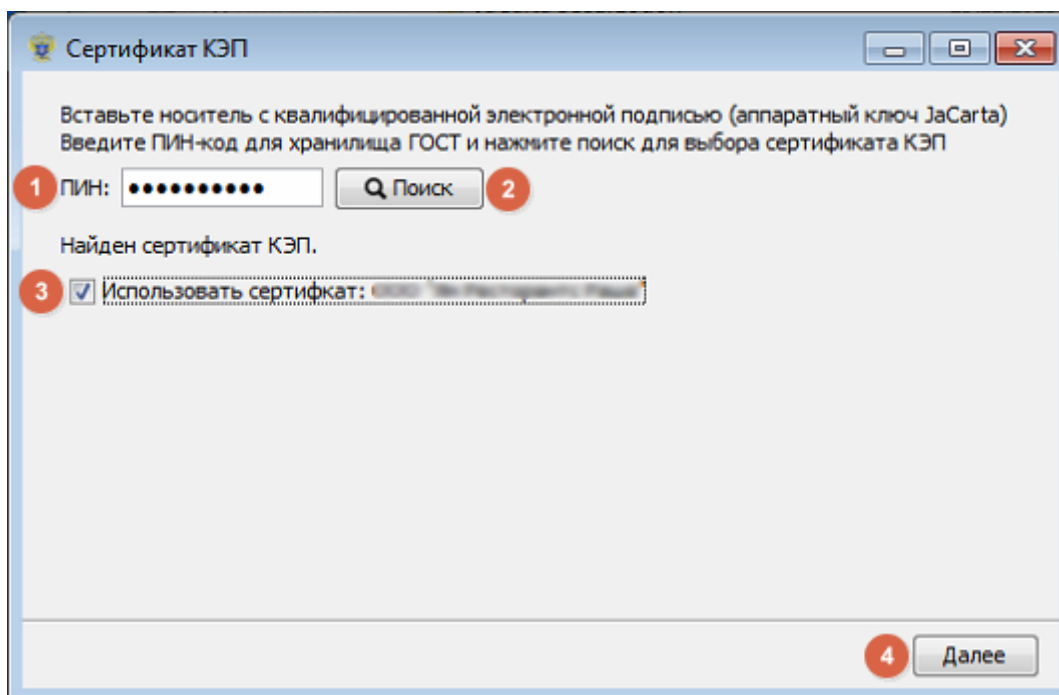 Сертификат КЭП
Вставьте носитель с квалифицированной электронной подписью (аппаратный ключ JaCarta)
Введите ПИН-код для хранилища ГОСТ и нажмите поиск для выбора сертификата КЭП
1 ПИН: Поиск 2
Найден сертификат КЭП.
3 Использовать сертифкат:
4 Далее